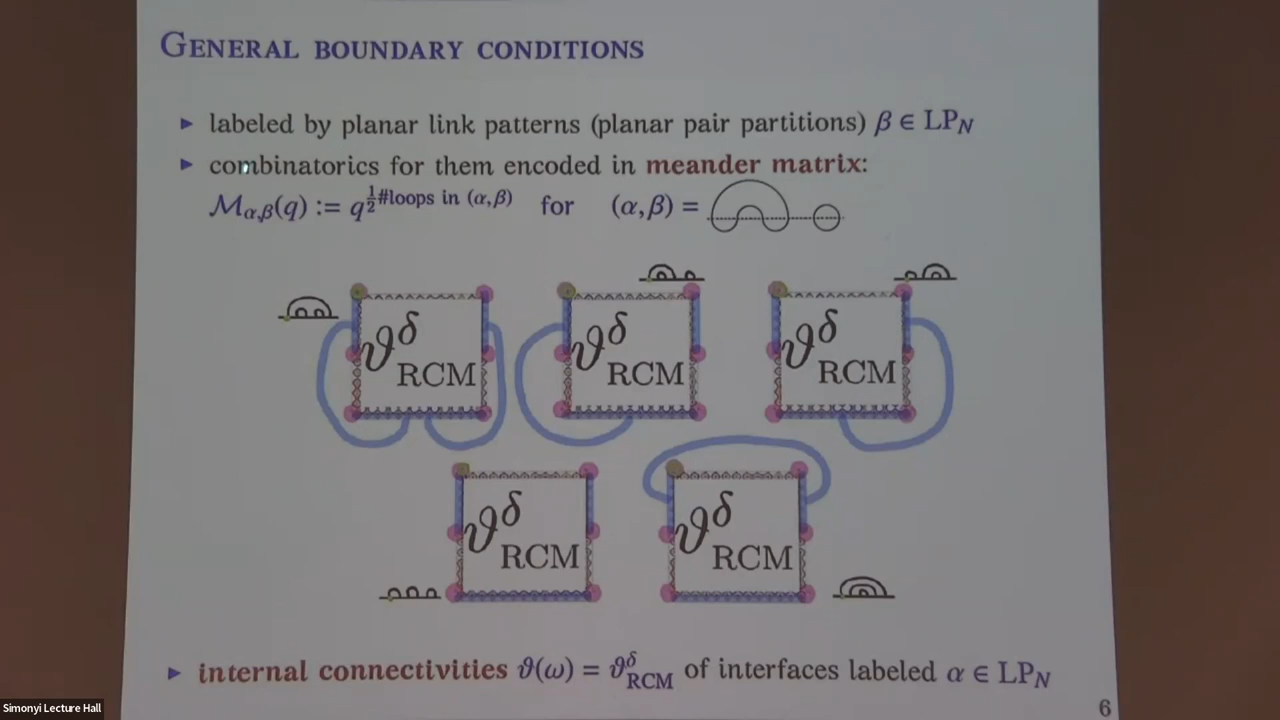 GENERAL BOUNDARY CONDITIONS
▸ labeled by planar link patterns (planar pair partitions) β ∈ LP_N
▸ combinatorics for them encoded in meander matrix:
ℳ_{α,β}(q) := q^{½#loops in (α,β)} for (α,β) =
ϑ^δ_RCM ϑ^δ_RCM ϑ^δ_RCM
ϑ^δ_RCM ϑ^δ_RCM
▸ internal connectivities ϑ(ω) = ϑ^δ_RCM of interfaces labeled α ∈ LP_N
6
Simonyi Lecture Hall